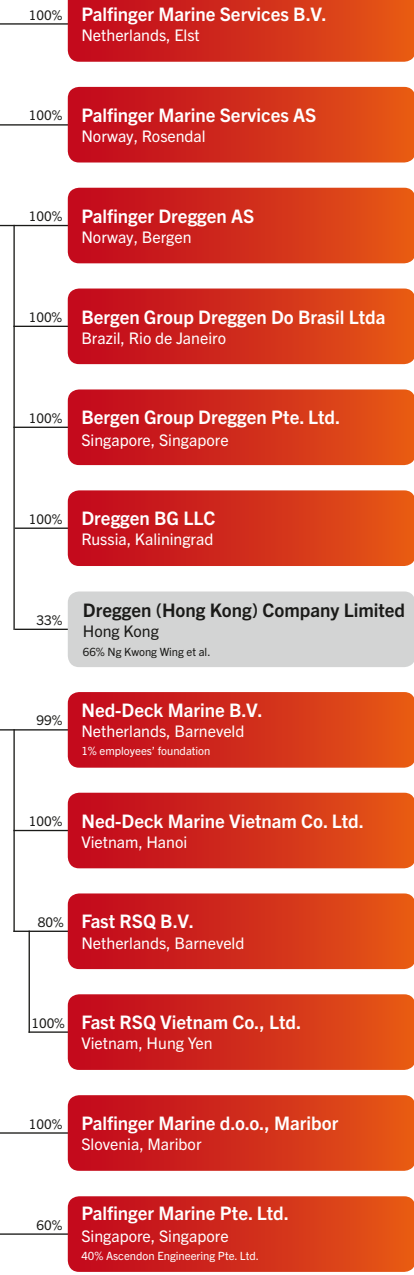 100%
Palfinger Marine Services B.V.
Netherlands, Elst
100%
Palfinger Marine Services AS
Norway, Rosendal
100%
Palfinger Dreggen AS
Norway, Bergen
100%
Bergen Group Dreggen Do Brasil Ltda
Brazil, Rio de Janeiro
100%
Bergen Group Dreggen Pte. Ltd.
Singapore, Singapore
100%
Dreggen BG LLC
Russia, Kaliningrad
33%
Dreggen (Hong Kong) Company Limited
Hong Kong
66% Ng Kwong Wing et al.
99%
Ned-Deck Marine B.V.
Netherlands, Barneveld
1% employees' foundation
100%
Ned-Deck Marine Vietnam Co. Ltd.
Vietnam, Hanoi
80%
Fast RSQ B.V.
Netherlands, Barneveld
100%
Fast RSQ Vietnam Co., Ltd.
Vietnam, Hung Yen
100%
Palfinger Marine d.o.o., Maribor
Slovenia, Maribor
60%
Palfinger Marine Pte. Ltd.
Singapore, Singapore
40% Ascendon Engineering Pte. Ltd.